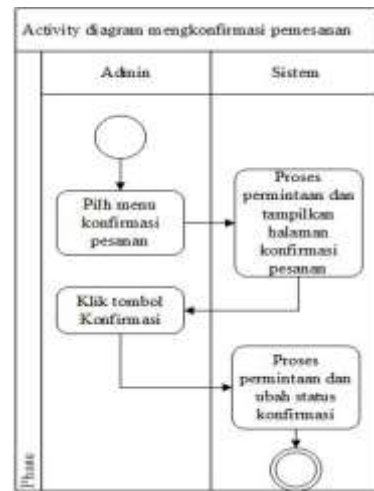 Activity diagram mengkonfirmasi pemesanan
Admin
Sistem
Pilih menu
konfirmasi
pesanan
Proses
permintaan dan
tampilkan
halaman
konfirmasi
pesanan
Klik tombol
Konfirmasi
Proses
permintaan dan
ubah status
konfirmasi
Phase